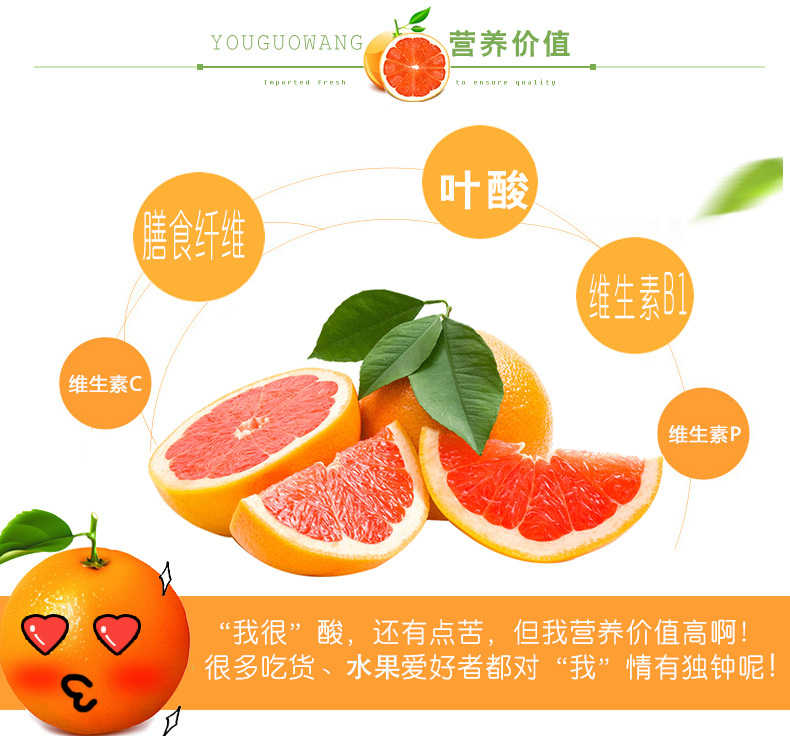 YOUGUOWANG 营养价值
Imported Fresh to ensure quality
叶酸
膳食纤维
维生素B1
维生素C
维生素P
“我很”酸，还有点苦，但我营养价值高啊！
很多吃货、水果爱好者都对“我”情有独钟呢！